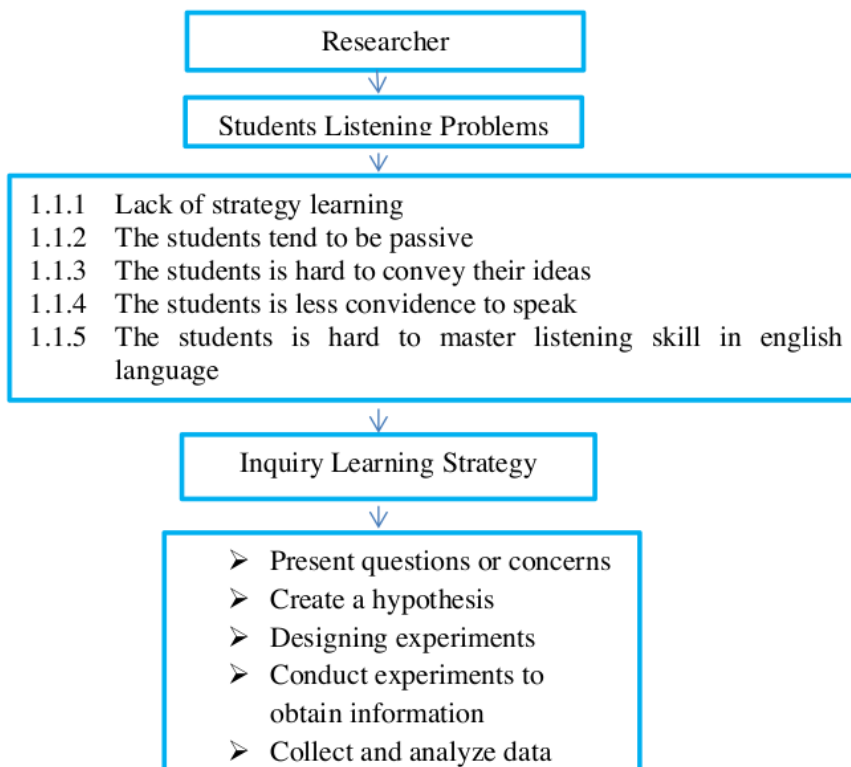 Researcher
Students Listening Problems
1.1.1 Lack of strategy learning
1.1.2 The students tend to be passive
1.1.3 The students is hard to convey their ideas
1.1.4 The students is less convidence to speak
1.1.5 The students is hard to master listening skill in english
language
Inquiry Learning Strategy
➢ Present questions or concerns
➢ Create a hypothesis
➢ Designing experiments
➢ Conduct experiments to
obtain information
➢ Collect and analyze data